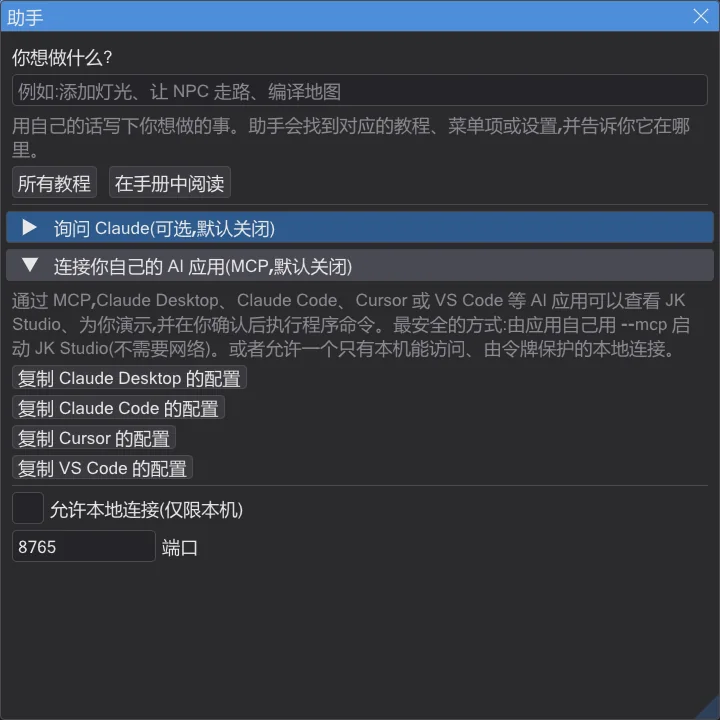 助手
你想做什么?
例如:添加灯光、让 NPC 走路、编译地图
用自己的话写下你想做的事。助手会找到对应的教程、菜单项或设置,并告诉你它在哪
里。
所有教程 在手册中阅读
询问 Claude(可选,默认关闭)
连接你自己的 AI 应用(MCP,默认关闭)
通过 MCP,Claude Desktop、Claude Code、Cursor 或 VS Code 等 AI 应用可以查看 JK
Studio、为你演示,并在你确认后执行程序命令。最安全的方式:由应用自己用 --mcp 启
动 JK Studio(不需要网络)。或者允许一个只有本机能访问、由令牌保护的本地连接。
复制 Claude Desktop 的配置
复制 Claude Code 的配置
复制 Cursor 的配置
复制 VS Code 的配置
允许本地连接(仅限本机)
8765 端口